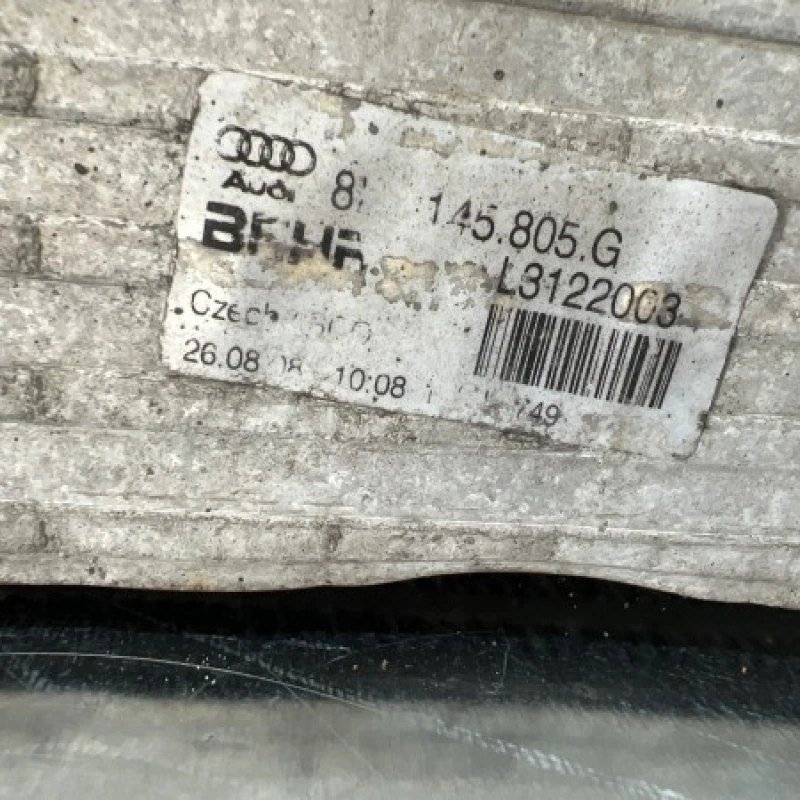 Audi 8 145.805.G
BEHR L3122003
Czech
26.08 10:08 749